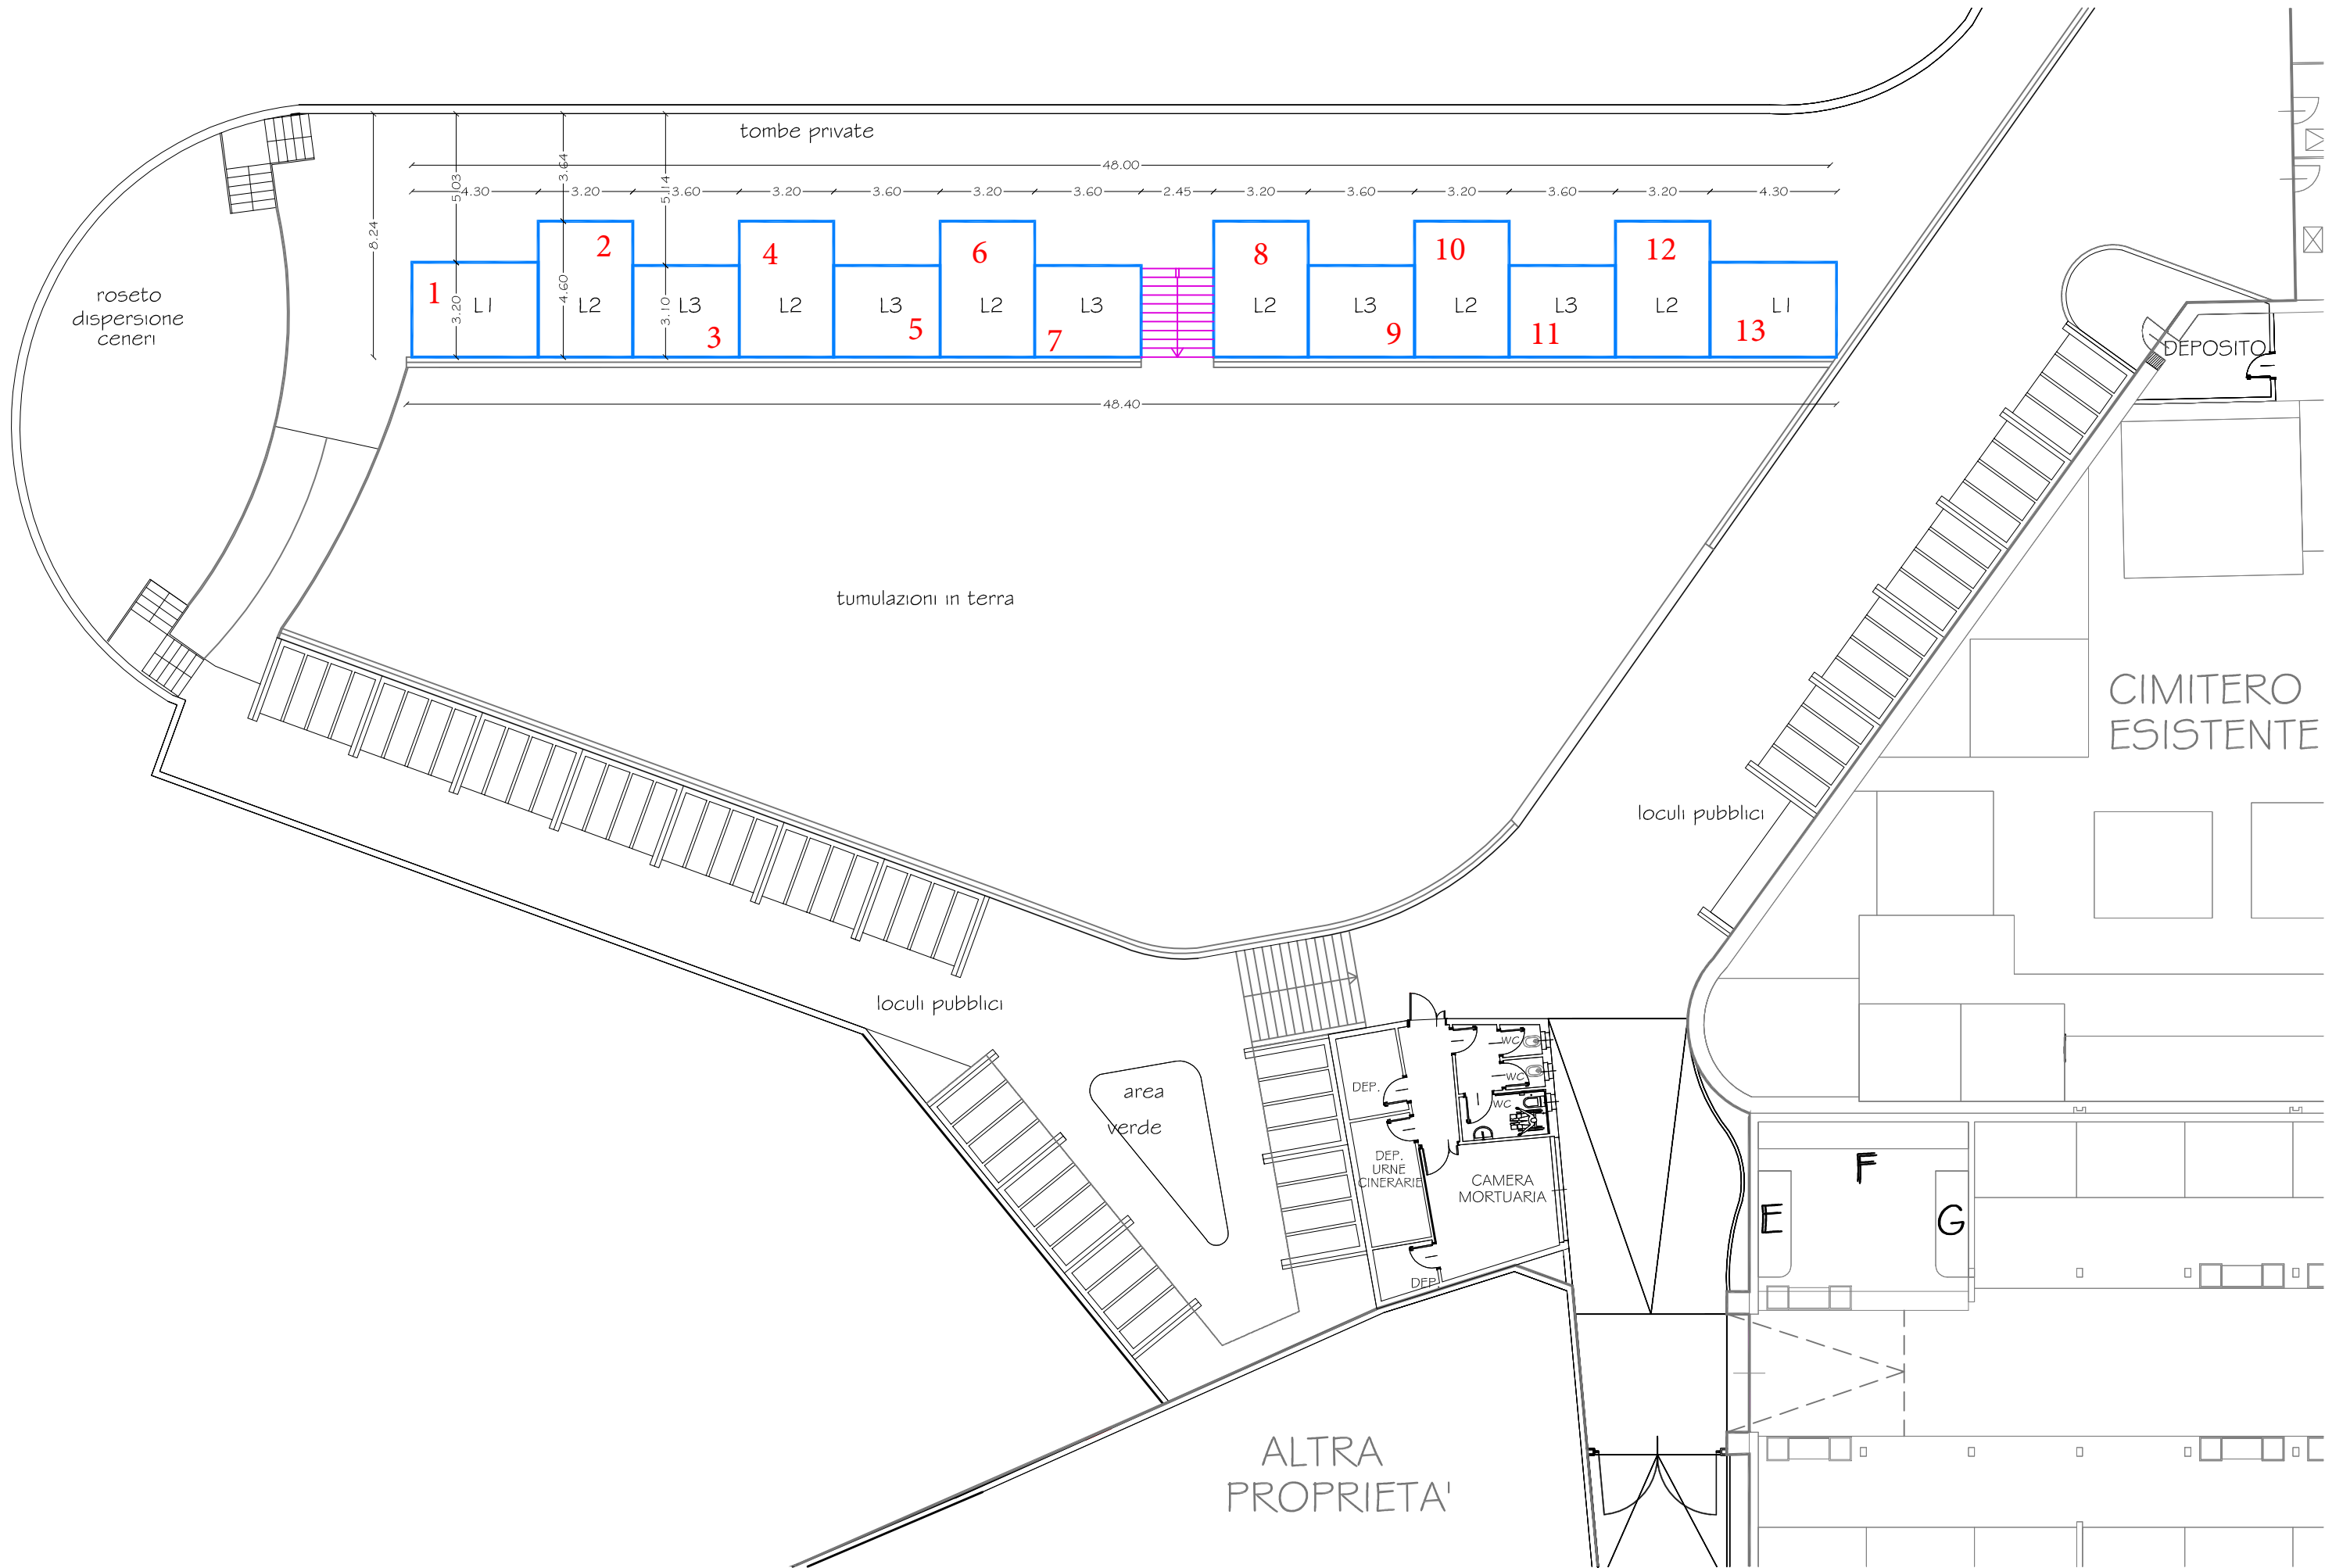 tombe private
48.00
4.30 3.20 3.60 3.20 3.60 3.20 3.60 2.45 3.20 3.60 3.20 3.60 3.20 4.30
8.24
5.03
3.64
5.14
3.20
4.60
3.10
1
2
3
4
5
6
7
8
9
10
11
12
13
L1 L2 L3 L2 L3 L2 L3 L2 L3 L2 L3 L2 L1
48.40
roseto
dispersione
ceneri
DEPOSITO
tumulazioni in terra
CIMITERO
ESISTENTE
loculi pubblici
loculi pubblici
area
verde
WC
WC
WC
DEP.
DEP.
URNE
CINERARIE
CAMERA
MORTUARIA
DEP.
E
F
G
ALTRA
PROPRIETA'